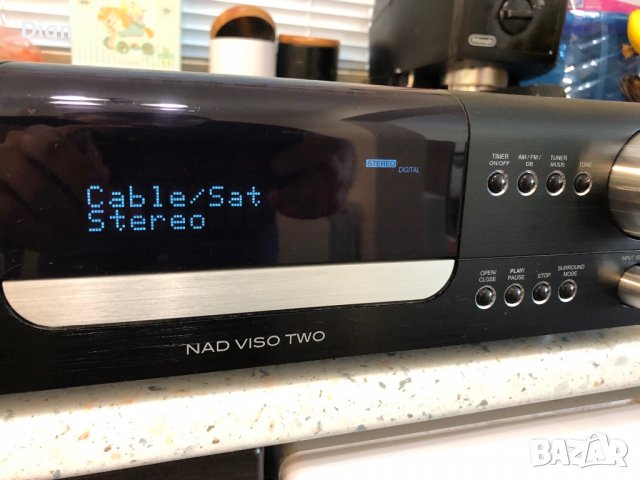 Cable/Sat
Stereo
STEREO
DIGITAL
TIMER ON/OFF
AM / FM / DB
TUNER MODE
TONE
OPEN/ CLOSE
PLAY/ PAUSE
STOP
SURROUND MODE
NAD VISO TWO
BAZAR